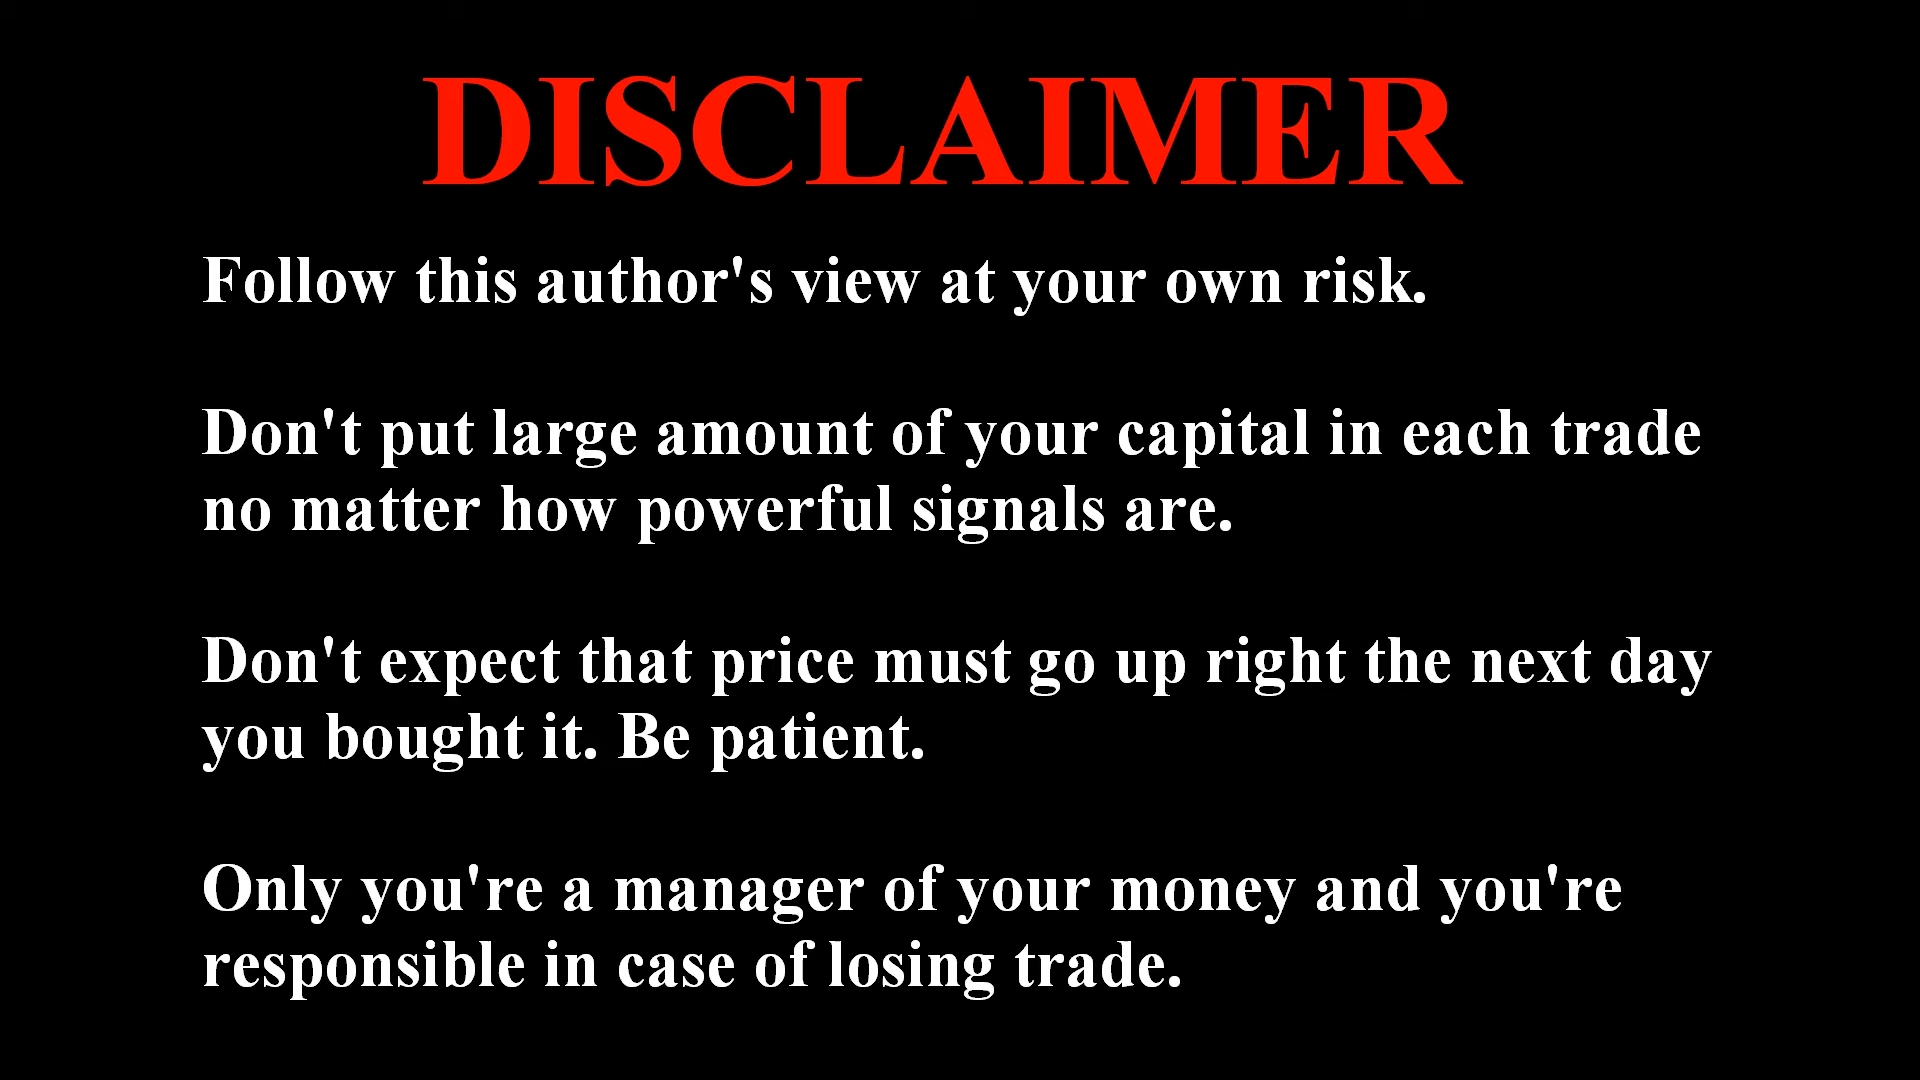 DISCLAIMER
Follow this author's view at your own risk.
Don't put large amount of your capital in each trade
no matter how powerful signals are.
Don't expect that price must go up right the next day
you bought it. Be patient.
Only you're a manager of your money and you're
responsible in case of losing trade.